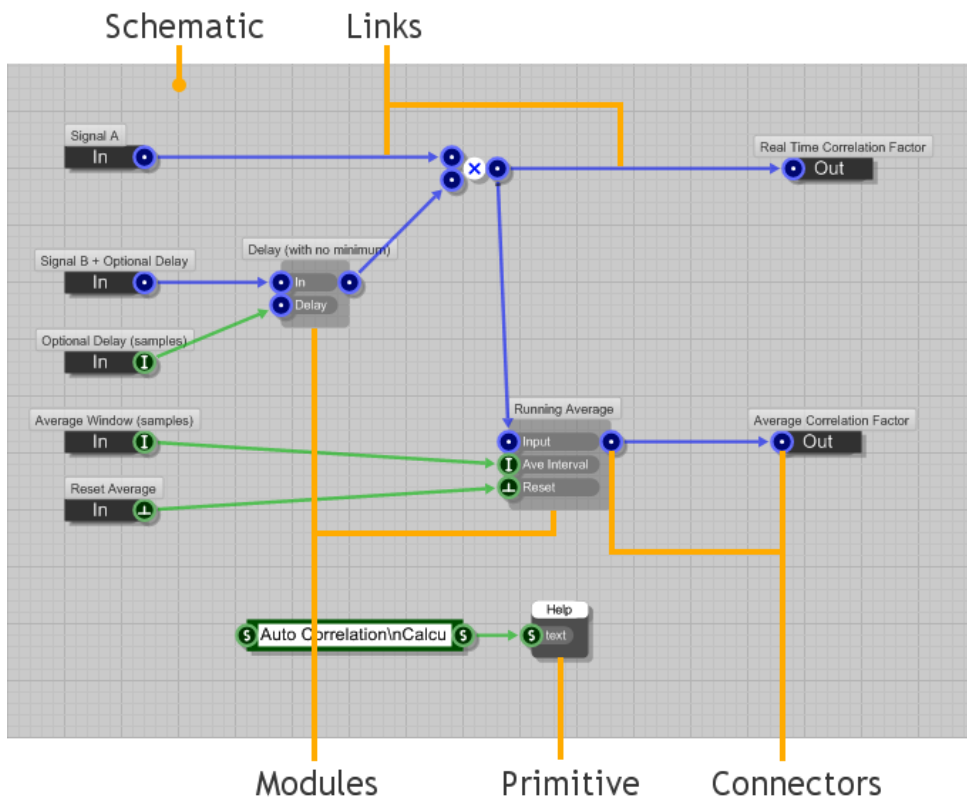 Schematic
Links
Signal A
In
Real Time Correlation Factor
Out
Delay (with no minimum)
Signal B + Optional Delay
In
In
Delay
Optional Delay (samples)
In
Running Average
Average Window (samples)
In
Input
Average Correlation Factor
Out
Ave Interval
Reset Average
In
Reset
Help
S Auto Correlation\nCalcu S
S text
Modules
Primitive
Connectors